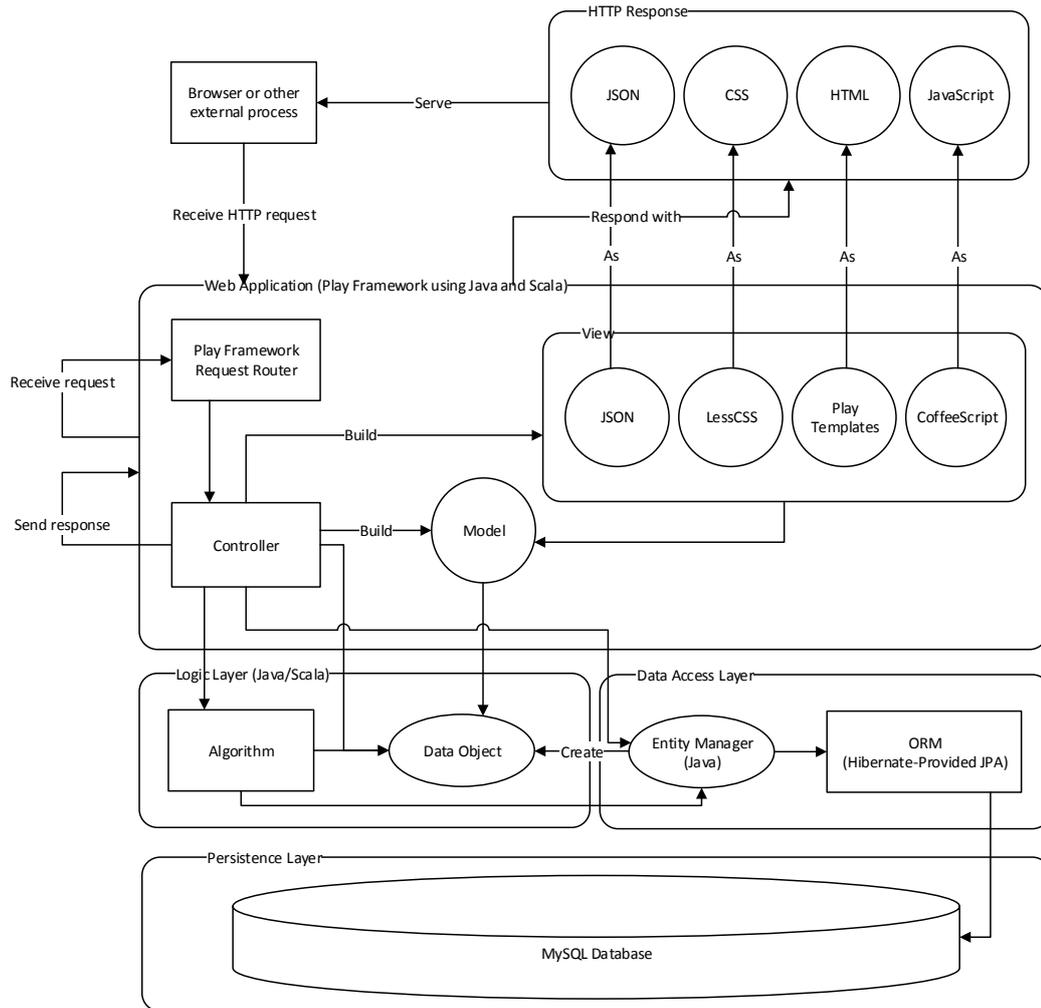 HTTP Response
JSON
CSS
HTML
JavaScript
Browser or other
external process
Serve
Receive HTTP request
Respond with
As
As
As
As
Web Application (Play Framework using Java and Scala)
Play Framework
Request Router
View
JSON
LessCSS
Play
Templates
CoffeeScript
Receive request
Build
Send response
Controller
Build
Model
Logic Layer (Java/Scala)
Data Access Layer
Algorithm
Data Object
Create
Entity Manager
(Java)
ORM
(Hibernate-Provided JPA)
Persistence Layer
MySQL Database